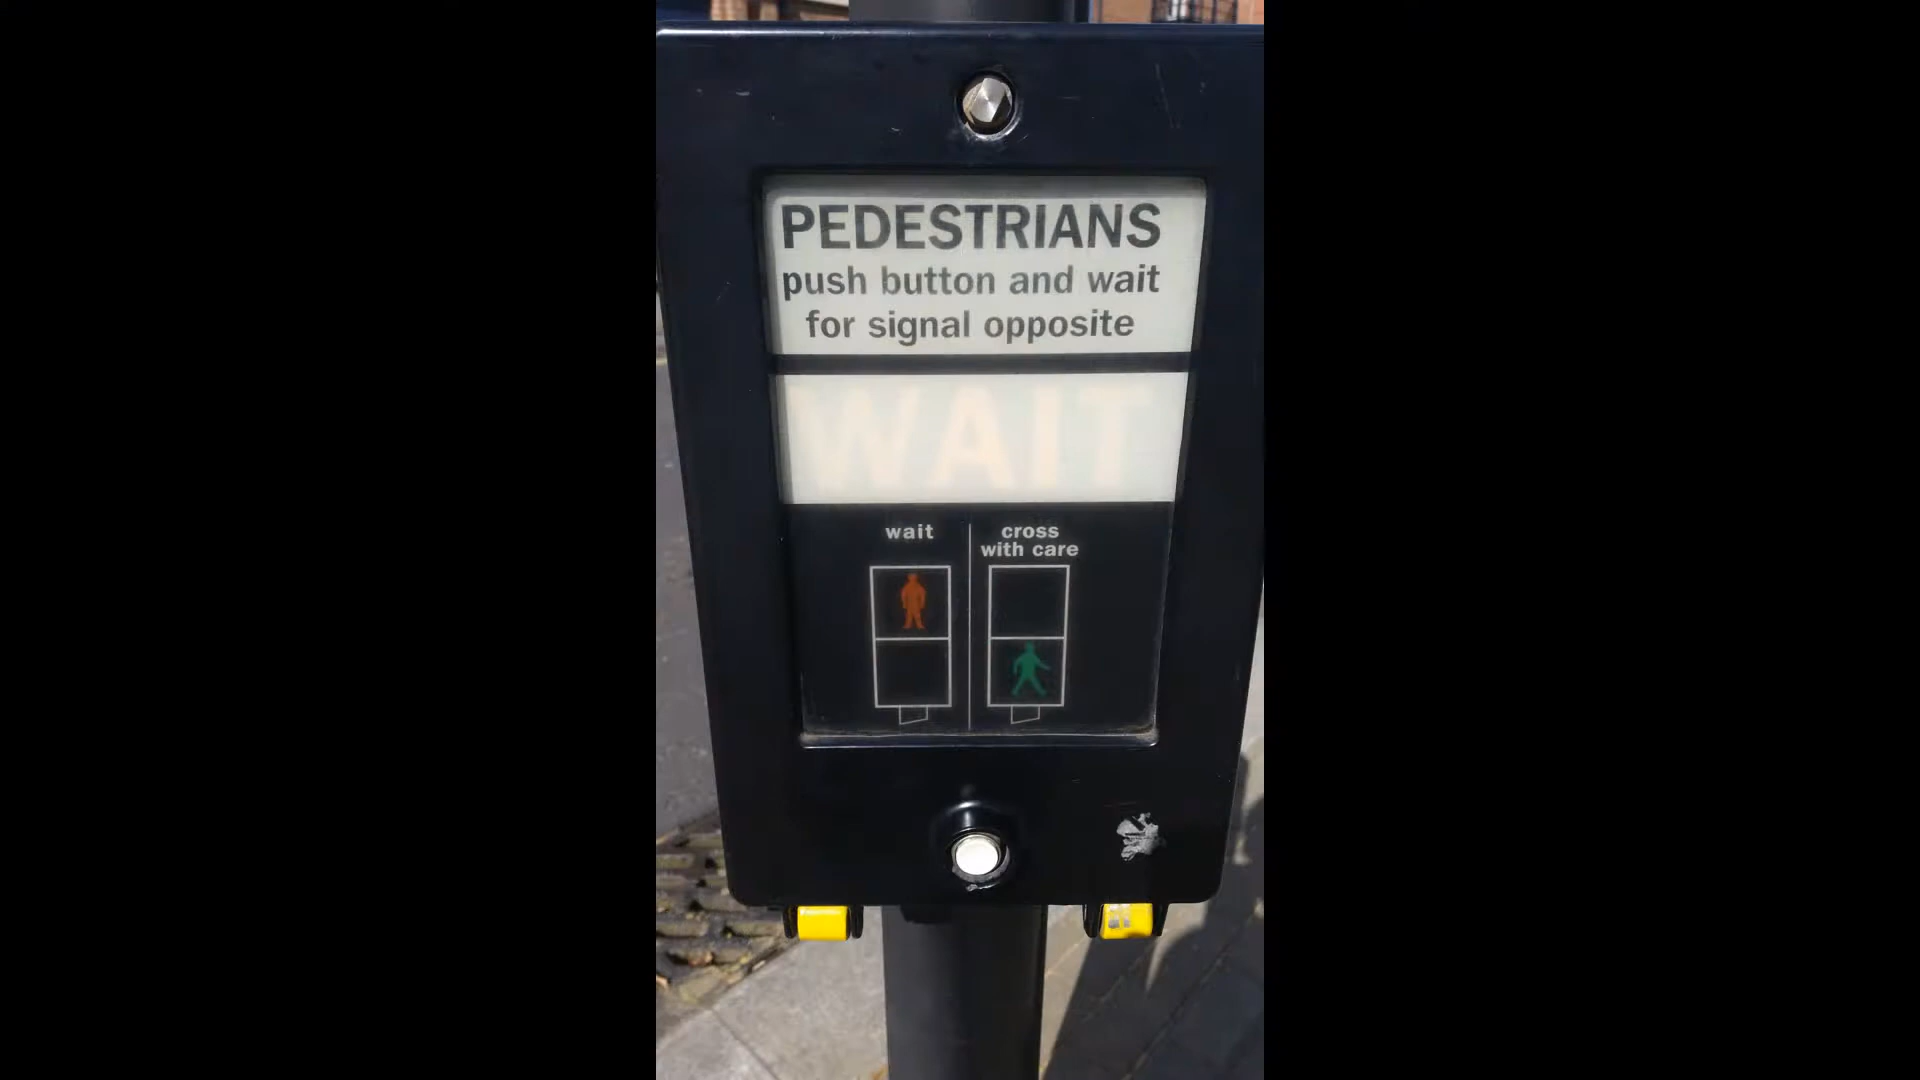 PEDESTRIANS
push button and wait
for signal opposite
WAIT
wait
cross
with care